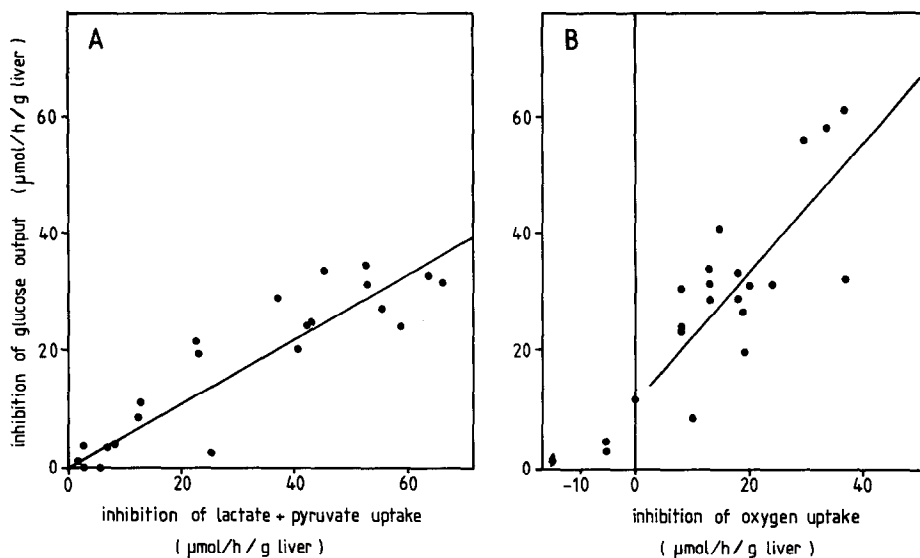 A
B
inhibition of glucose output (µmol/h/g liver)
60
40
20
0
0 20 40 60
inhibition of lactate + pyruvate uptake
( µmol/h/g liver )
60
40
20
0
-10 0 20 40
inhibition of oxygen uptake
( µmol/h/g liver )